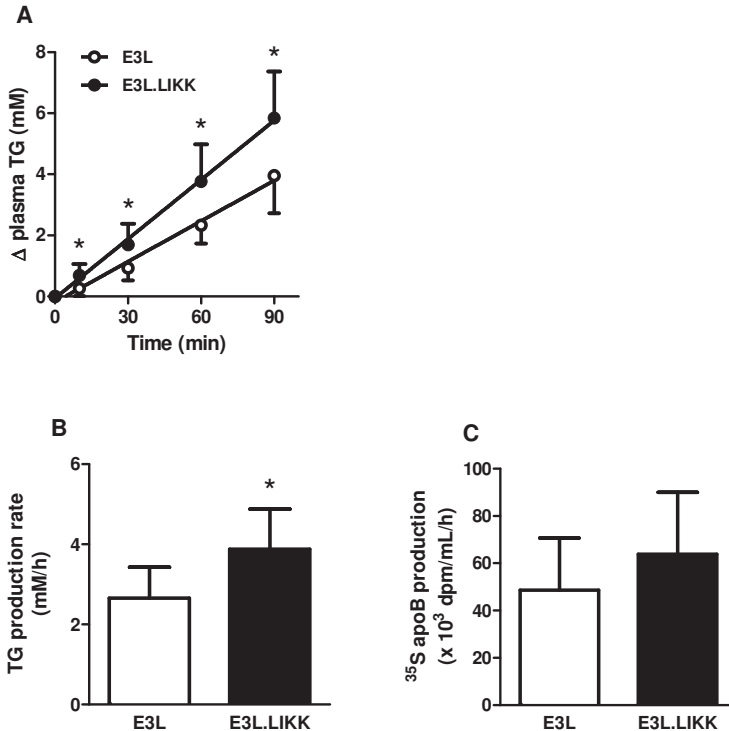 A
8
6
4
2
0
Δ plasma TG (mM)
E3L
E3L.LIKK
*
*
*
*
0 30 60 90
Time (min)
B
6
4
2
0
TG production rate
(mM/h)
*
E3L E3L.LIKK
C
100
80
60
40
20
0
³⁵S apoB production
(x 10³ dpm/mL/h)
E3L E3L.LIKK